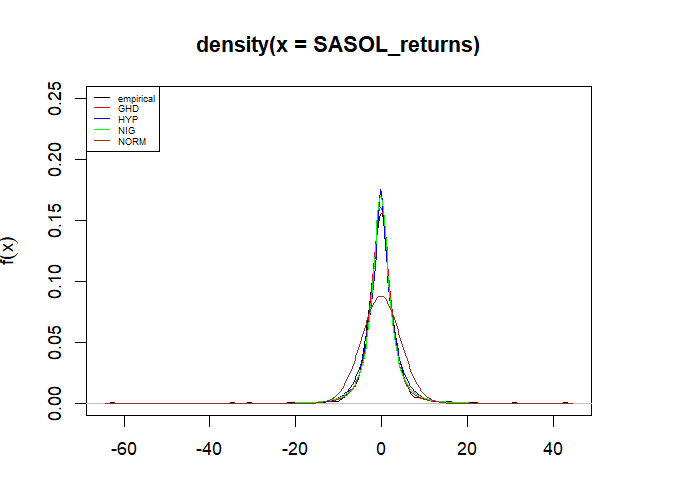 density(x = SASOL_returns)
f(x)
0.25
0.20
0.15
0.10
0.05
0.00
empirical
GHD
HYP
NIG
NORM
-60 -40 -20 0 20 40